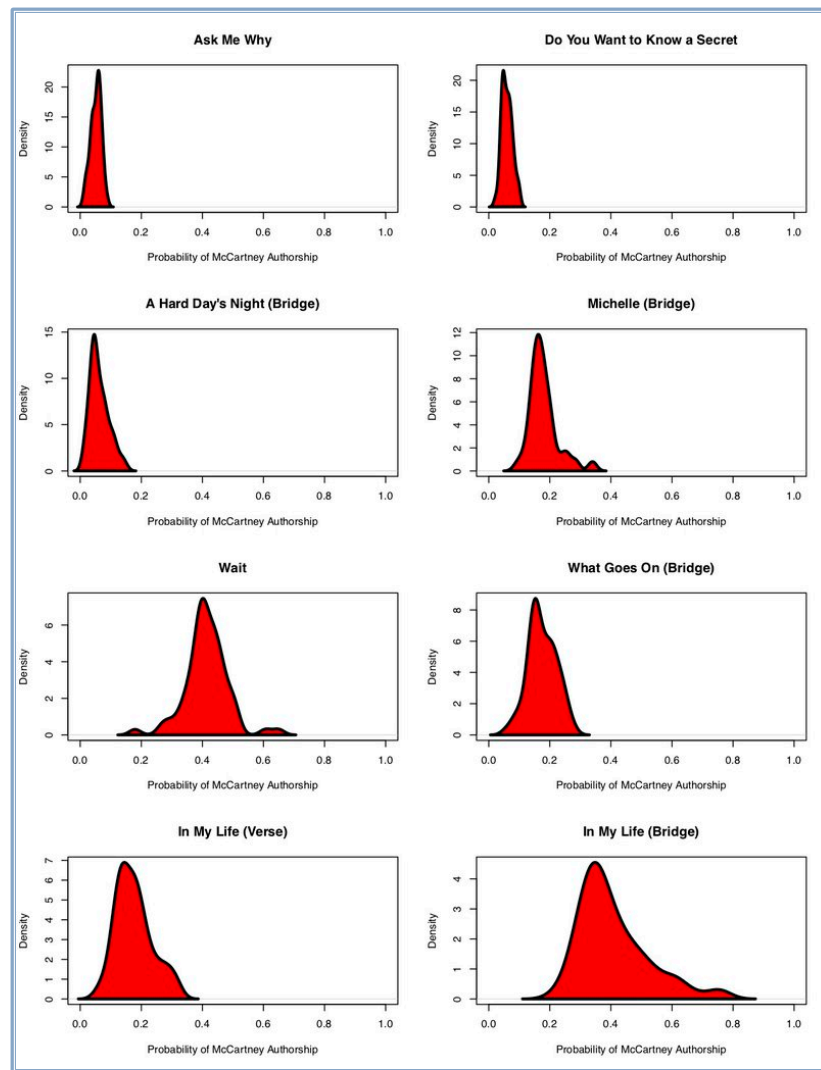 Ask Me Why
Density
20
15
10
5
0
0.0 0.2 0.4 0.6 0.8 1.0
Probability of McCartney Authorship
Do You Want to Know a Secret
Density
20
15
10
5
0
0.0 0.2 0.4 0.6 0.8 1.0
Probability of McCartney Authorship
A Hard Day's Night (Bridge)
Density
15
10
5
0
0.0 0.2 0.4 0.6 0.8 1.0
Probability of McCartney Authorship
Michelle (Bridge)
Density
12
10
8
6
4
2
0
0.0 0.2 0.4 0.6 0.8 1.0
Probability of McCartney Authorship
Wait
Density
6
4
2
0
0.0 0.2 0.4 0.6 0.8 1.0
Probability of McCartney Authorship
What Goes On (Bridge)
Density
8
6
4
2
0
0.0 0.2 0.4 0.6 0.8 1.0
Probability of McCartney Authorship
In My Life (Verse)
Density
7
6
5
4
3
2
1
0
0.0 0.2 0.4 0.6 0.8 1.0
Probability of McCartney Authorship
In My Life (Bridge)
Density
4
3
2
1
0
0.0 0.2 0.4 0.6 0.8 1.0
Probability of McCartney Authorship